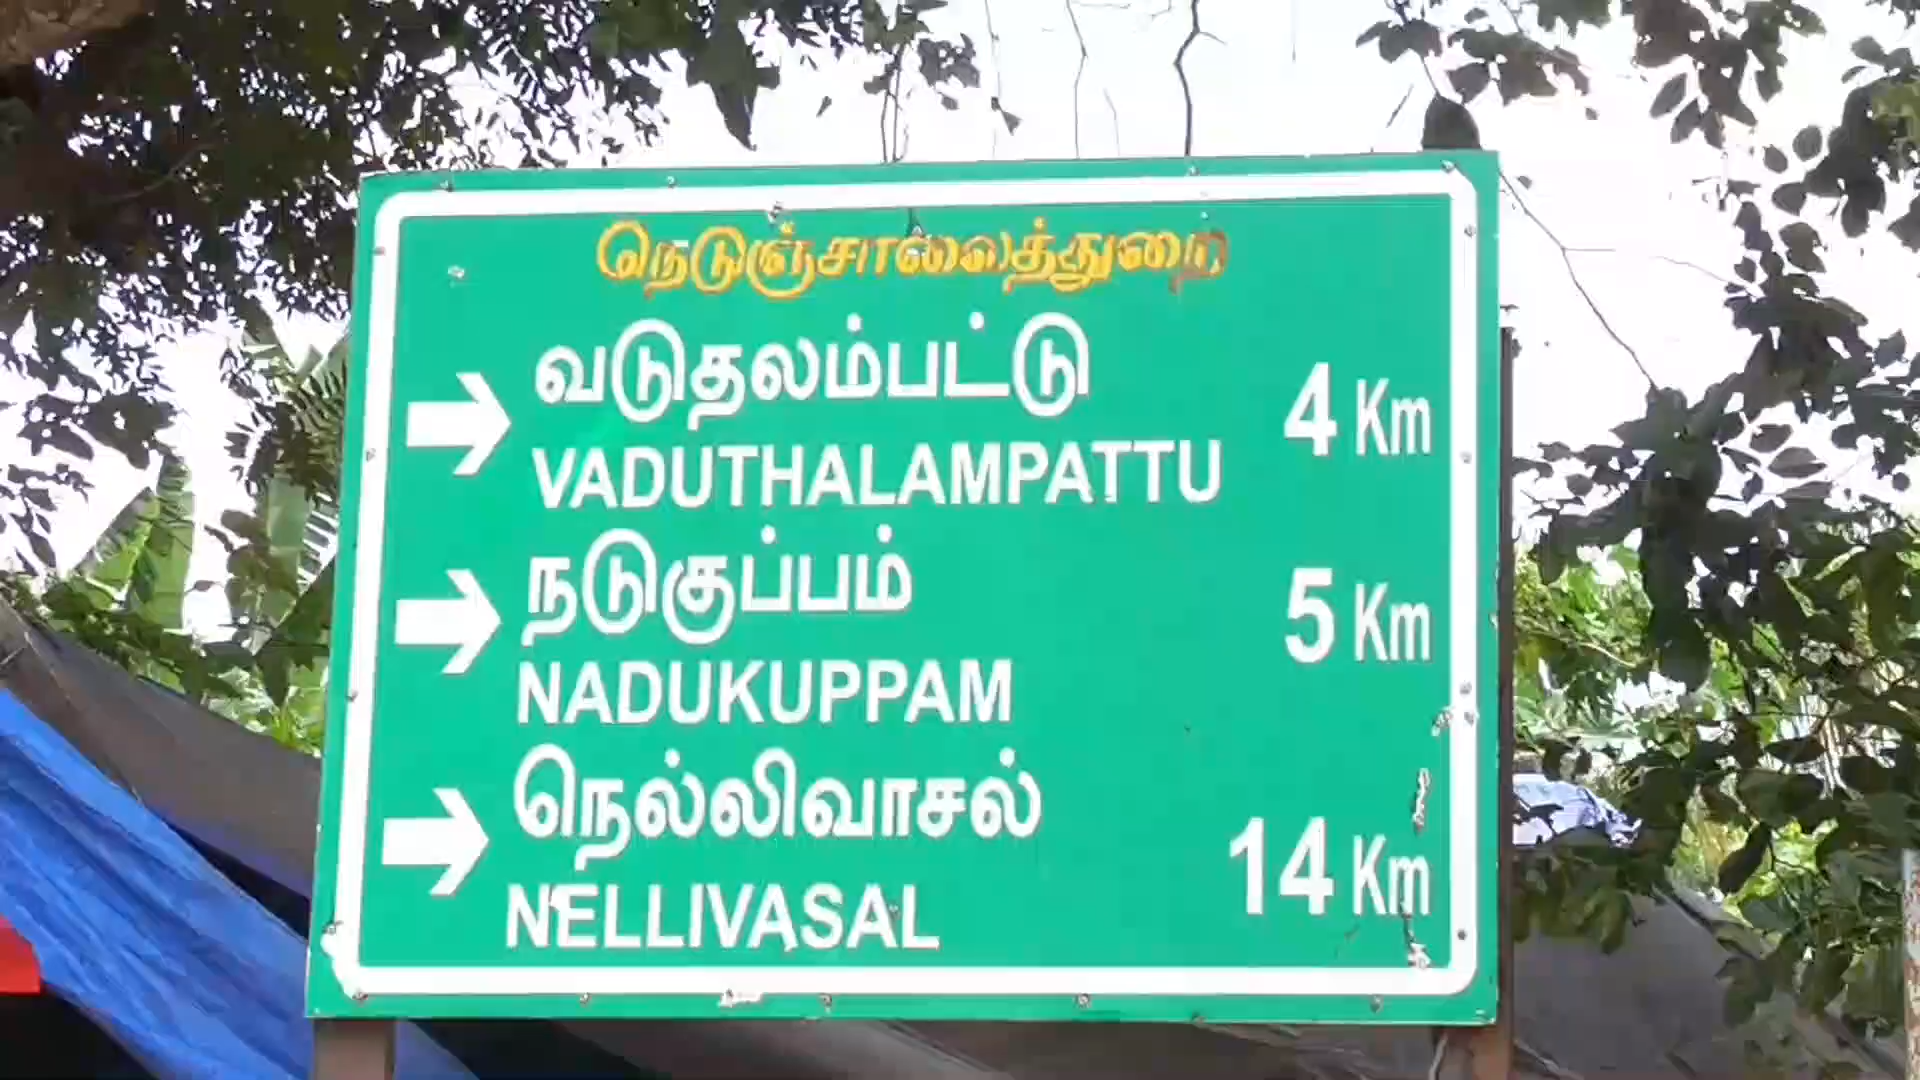 நெடுஞ்சாலைத்துறை
வடுதலம்பட்டு 4 Km
VADUTHALAMPATTU
நடுகுப்பம் 5 Km
NADUKUPPAM
நெல்லிவாசல் 14 Km
NELLIVASAL